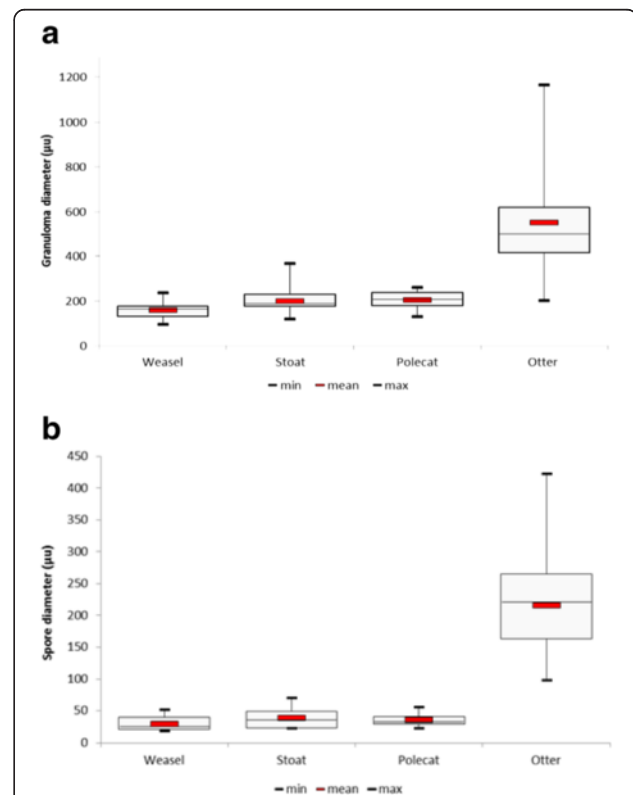 a
Granuloma diameter (µu)
1200
1000
800
600
400
200
0
Weasel Stoat Polecat Otter
min mean max
b
Spore diameter (µu)
450
400
350
300
250
200
150
100
50
0
Weasel Stoat Polecat Otter
min mean max